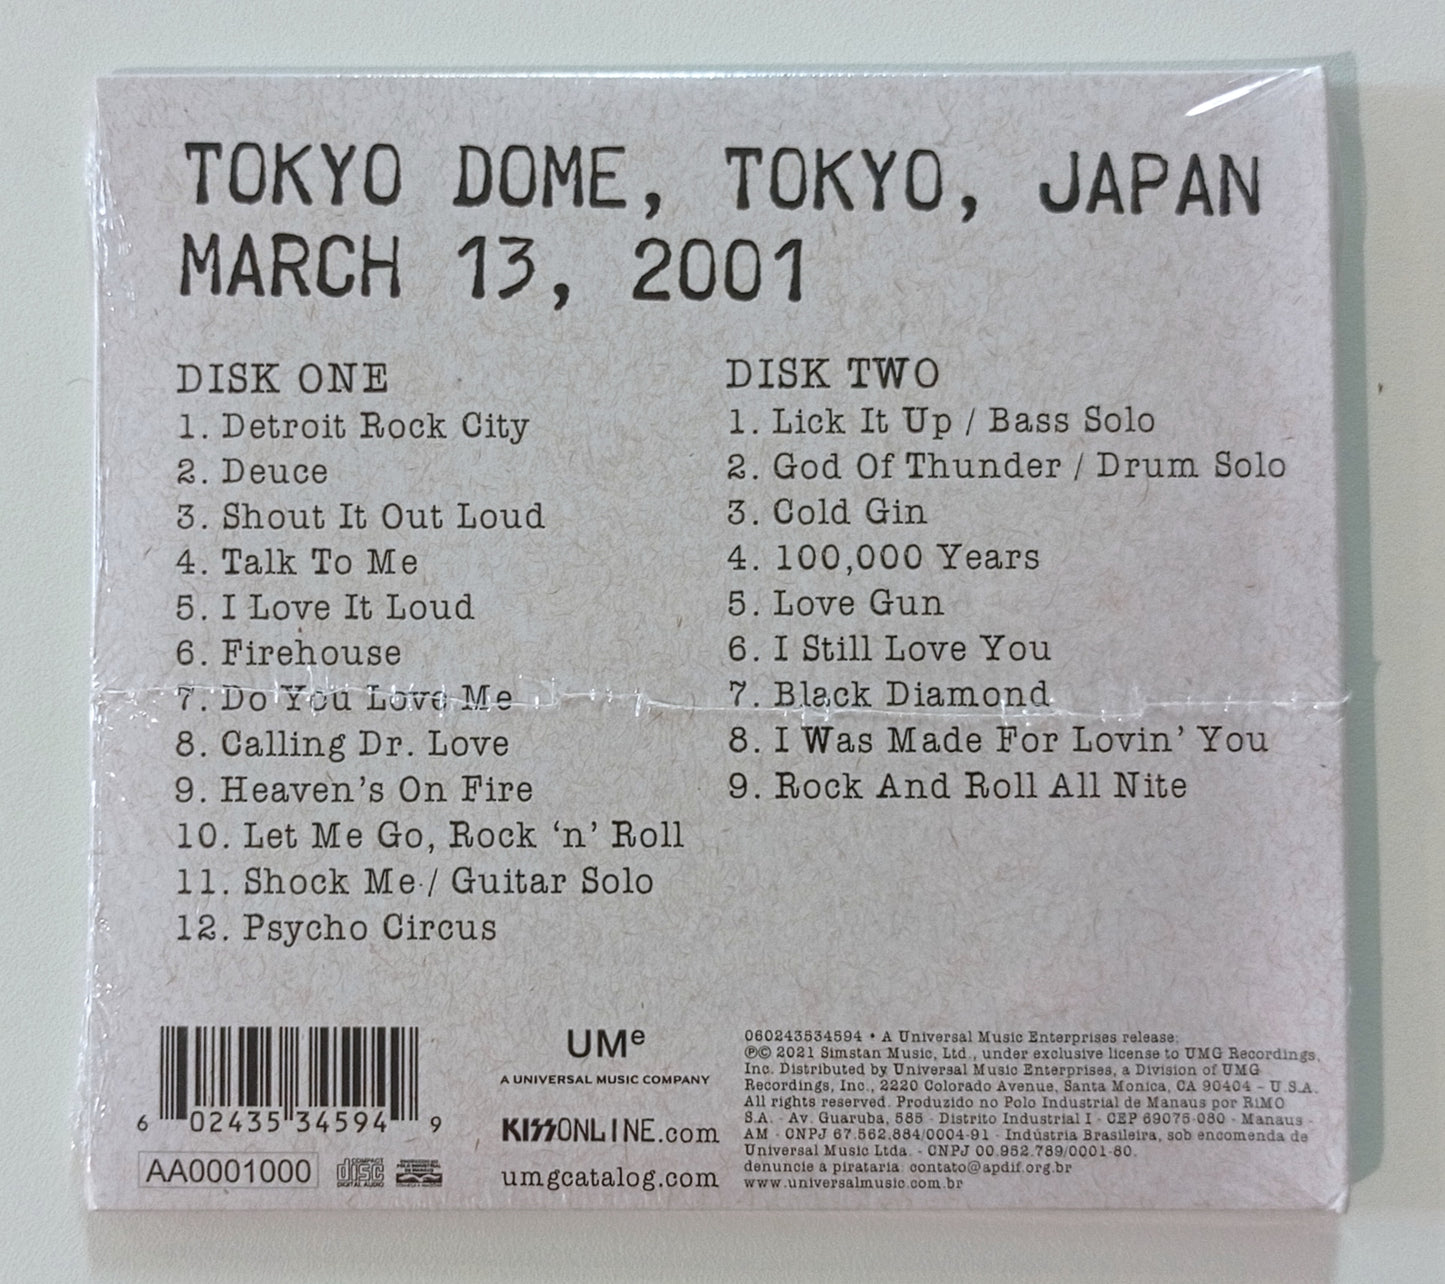 TOKYO DOME, TOKYO, JAPAN
MARCH 13, 2001
DISK ONE
1. Detroit Rock City
2. Deuce
3. Shout It Out Loud
4. Talk To Me
5. I Love It Loud
6. Firehouse
7. Do You Love Me
8. Calling Dr. Love
9. Heaven's On Fire
10. Let Me Go, Rock 'n' Roll
11. Shock Me / Guitar Solo
12. Psycho Circus
DISK TWO
1. Lick It Up / Bass Solo
2. God Of Thunder / Drum Solo
3. Cold Gin
4. 100,000 Years
5. Love Gun
6. I Still Love You
7. Black Diamond
8. I Was Made For Lovin' You
9. Rock And Roll All Nite
6 02435 34594 9
AA0001000
COMPACT
disc
DIGITAL AUDIO
UMe
A UNIVERSAL MUSIC COMPANY
KISSONLINE.com
umgcatalog.com
060243534594 • A Universal Music Enterprises release;
℗© 2021 Simstan Music, Ltd., under exclusive license to UMG Recordings,
Inc. Distributed by Universal Music Enterprises, a Division of UMG
Recordings, Inc., 2220 Colorado Avenue, Santa Monica, CA 90404 - U.S.A.
All rights reserved. Produzido no Polo Industrial de Manaus por RIMO
S.A. - Av. Guaruba, 585 - Distrito Industrial I - CEP 69075-080 - Manaus -
AM - CNPJ 67.562.884/0004-91 - Indústria Brasileira, sob encomenda de
Universal Music Ltda. - CNPJ 00.952.789/0001-80.
denuncie a pirataria: contato@apdif.org.br
www.universalmusic.com.br